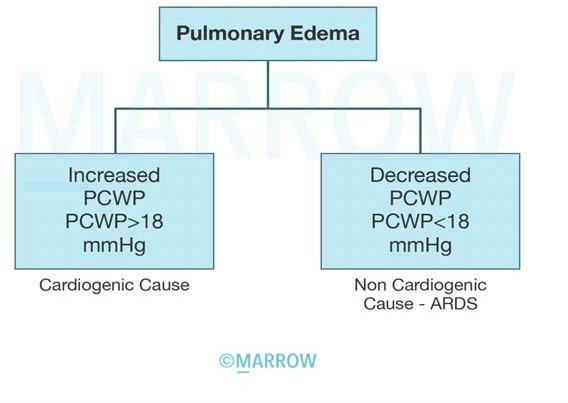 Pulmonary Edema
MARROW
Increased
PCWP
PCWP>18
mmHg
Decreased
PCWP
PCWP<18
mmHg
Cardiogenic Cause
Non Cardiogenic
Cause - ARDS
©MARROW